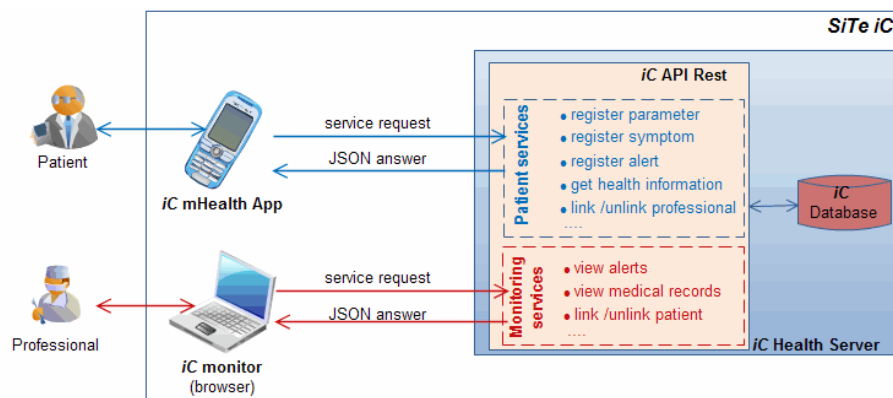 SiTe iC
iC API Rest
Patient services
• register parameter
• register symptom
• register alert
• get health information
• link /unlink professional
....
service request
JSON answer
Patient
iC mHealth App
iC
Database
Monitoring
services
• view alerts
• view medical records
• link /unlink patient
....
service request
JSON answer
Professional
iC monitor
(browser)
iC Health Server